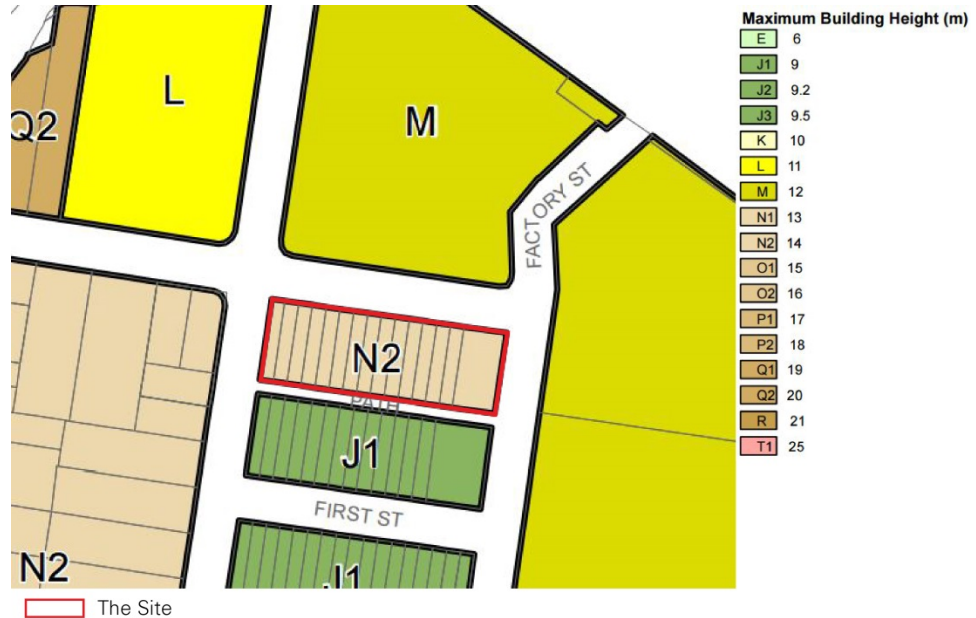 Maximum Building Height (m)
E 6
J1 9
J2 9.2
J3 9.5
K 10
L 11
M 12
N1 13
N2 14
O1 15
O2 16
P1 17
P2 18
Q1 19
Q2 20
R 21
T1 25
L
M
Q2
FACTORY ST
N2
PATH
J1
FIRST ST
J1
N2
The Site